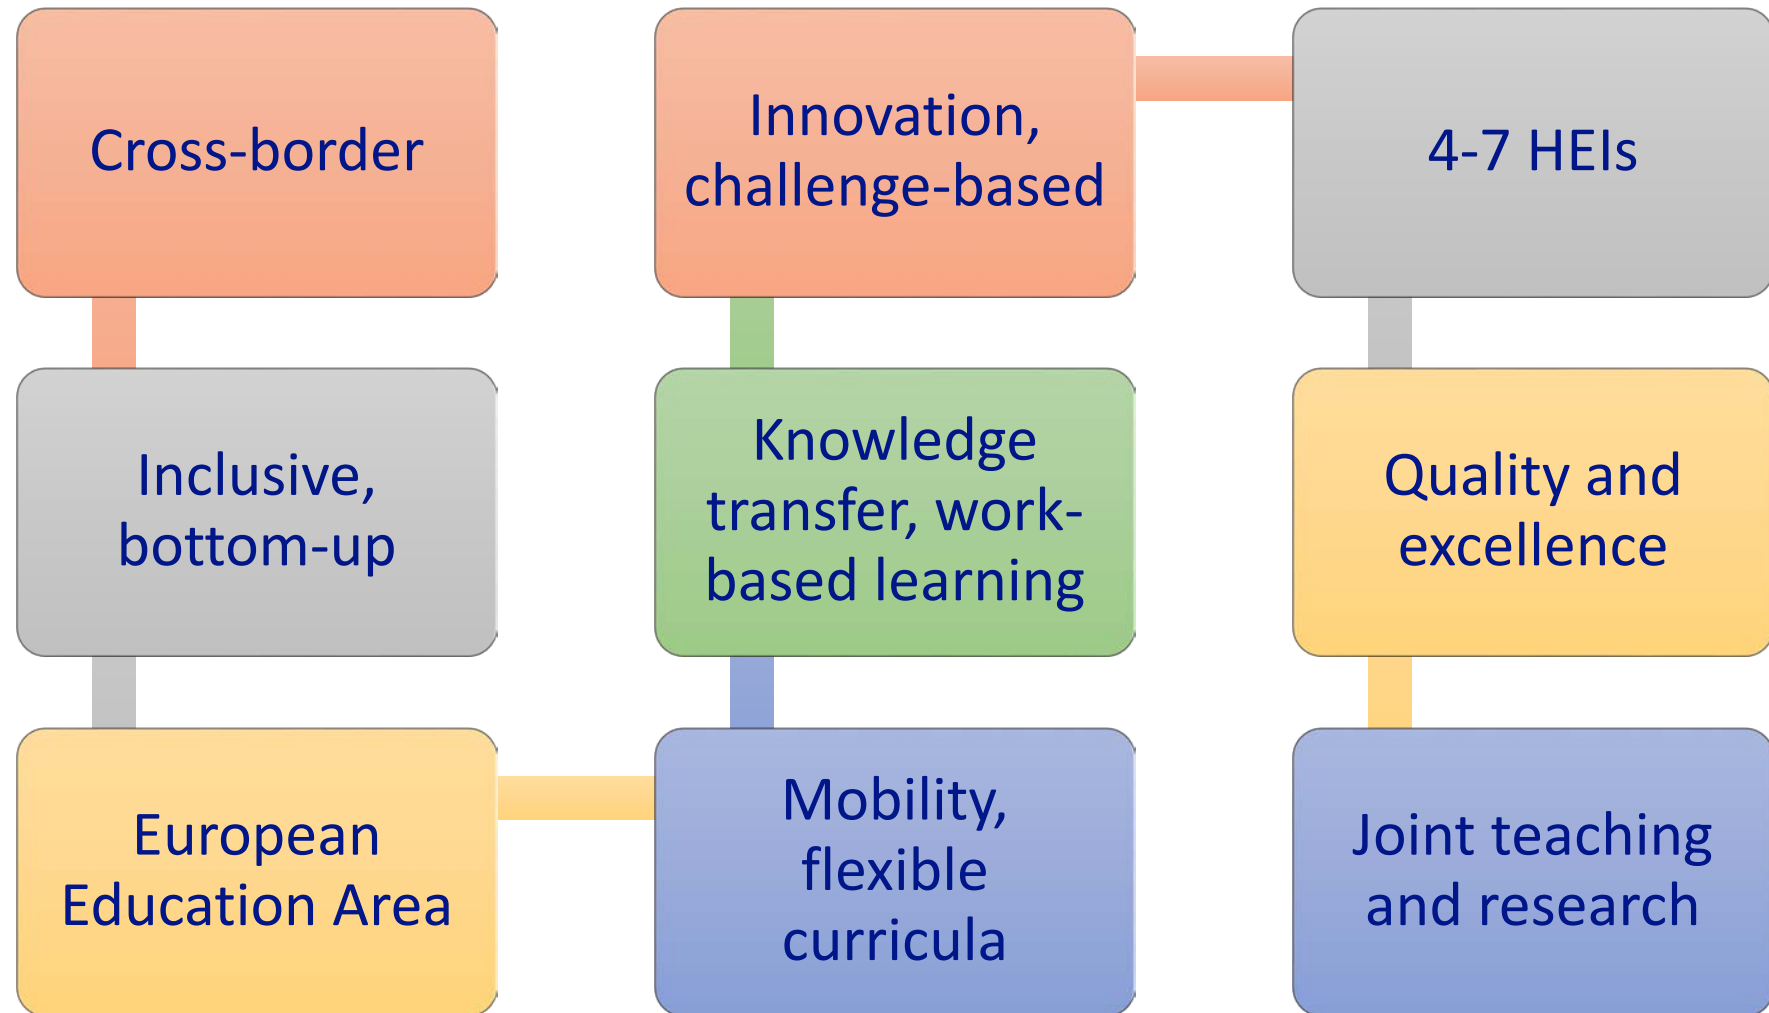 Cross-border
Inclusive,
bottom-up
European
Education Area
Mobility,
flexible
curricula
Knowledge
transfer, work-
based learning
Innovation,
challenge-based
4-7 HEIs
Quality and
excellence
Joint teaching
and research